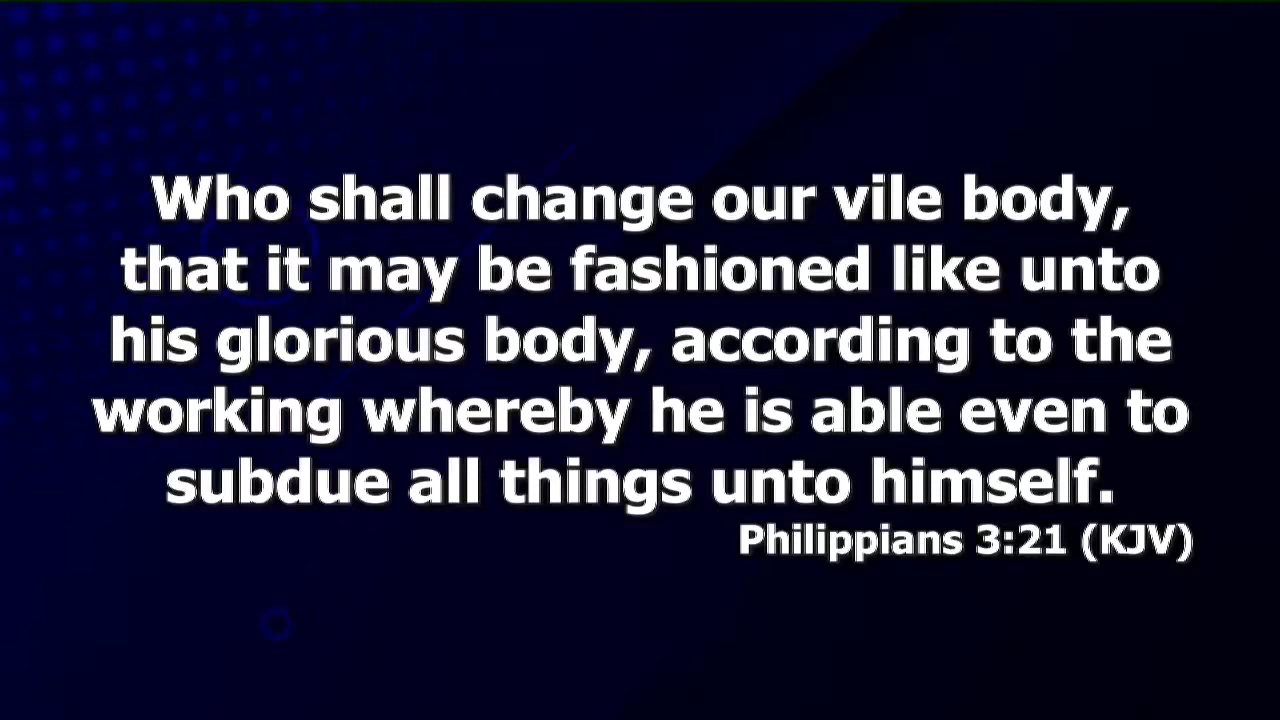 Who shall change our vile body,
that it may be fashioned like unto
his glorious body, according to the
working whereby he is able even to
subdue all things unto himself.
Philippians 3:21 (KJV)